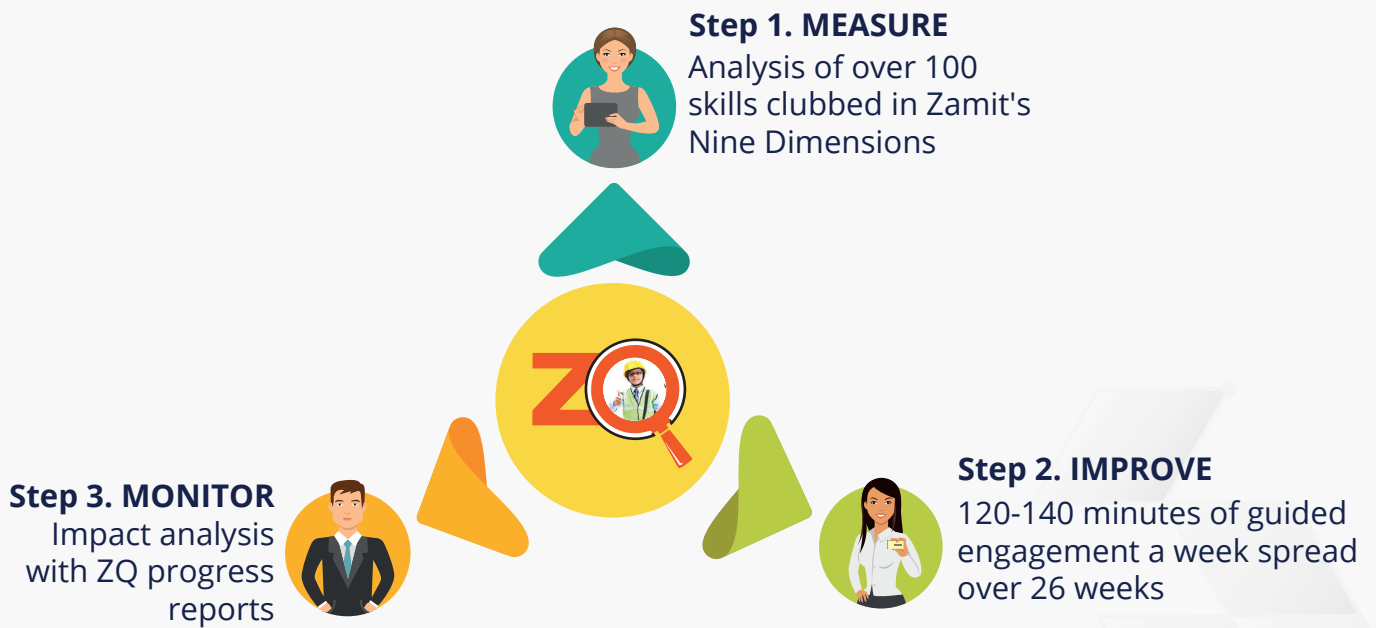 Step 1. MEASURE
Analysis of over 100
skills clubbed in Zamit's
Nine Dimensions
ZQ
Step 2. IMPROVE
120-140 minutes of guided
engagement a week spread
over 26 weeks
Step 3. MONITOR
Impact analysis
with ZQ progress
reports